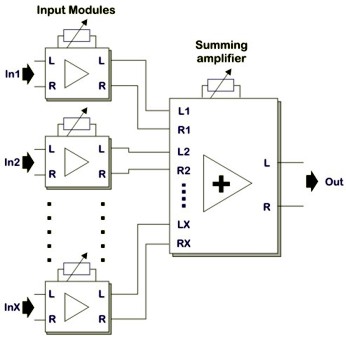 Input Modules
Summing
amplifier
In1
L
L
R
R
L1
R1
In2
L
L
R
R
L2
R2
L
Out
R
LX
RX
InX
L
L
R
R